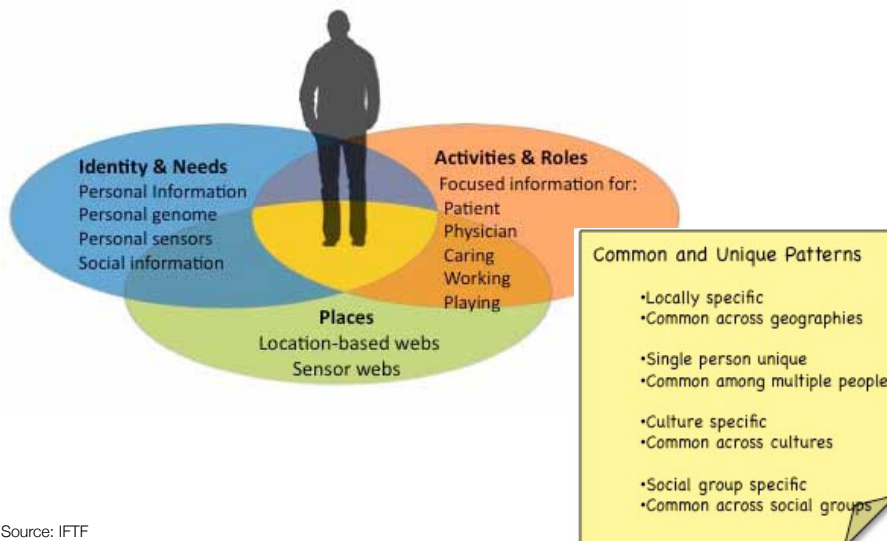 Identity & Needs
Personal Information
Personal genome
Personal sensors
Social information
Activities & Roles
Focused information for:
Patient
Physician
Caring
Working
Playing
Places
Location-based webs
Sensor webs
Common and Unique Patterns
•Locally specific
•Common across geographies
•Single person unique
•Common among multiple people
•Culture specific
•Common across cultures
•Social group specific
•Common across social groups
Source: IFTF